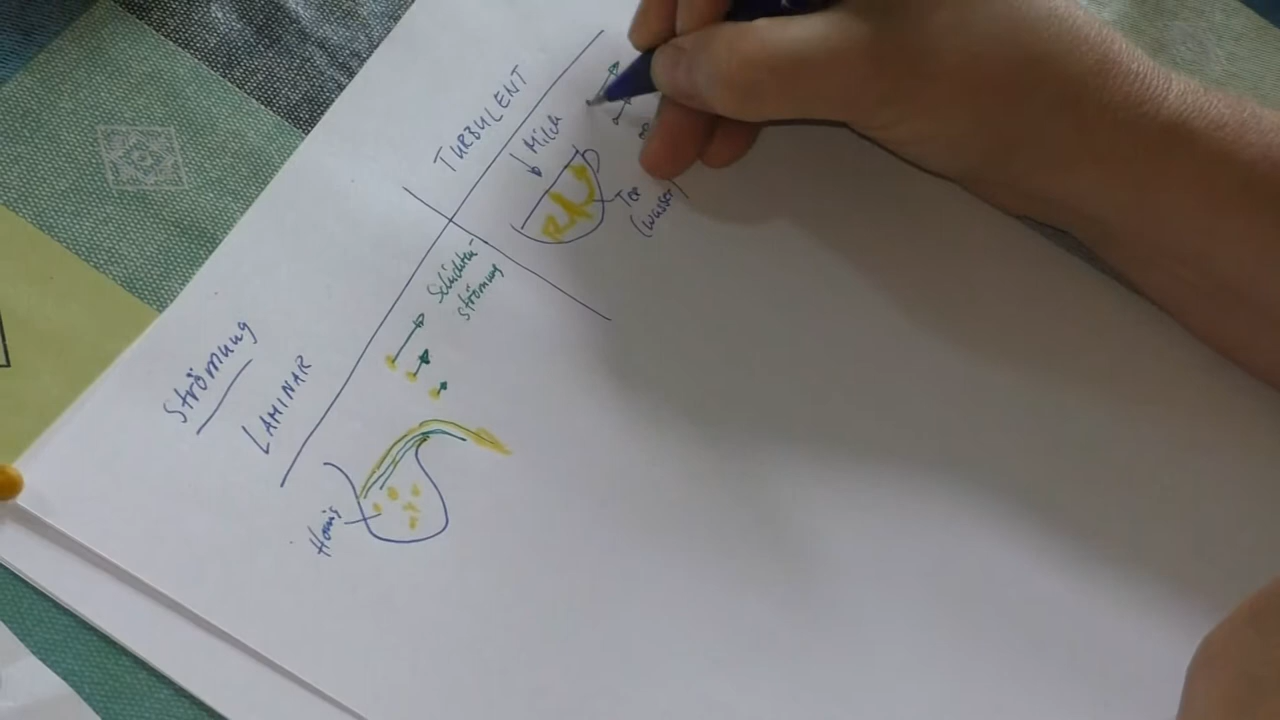 Strömung
LAMINAR
TURBULENT
Schichten-
strömung
Honig
↓ Milch
Tee
(Wasser)